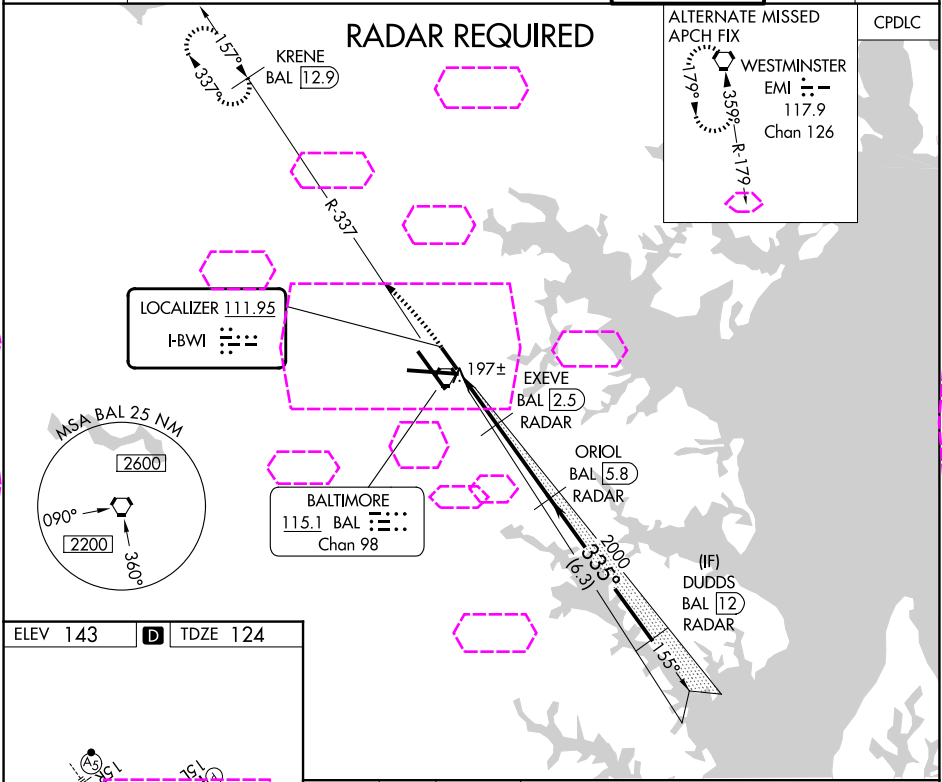 RADAR REQUIRED
ALTERNATE MISSED
APCH FIX
CPDLC
WESTMINSTER
EMI
117.9
Chan 126
179°
359°
R-179
157°
337°
KRENE
BAL 12.9
R-337
LOCALIZER 111.95
I-BWI
197±
EXEVE
BAL 2.5
RADAR
ORIOL
BAL 5.8
RADAR
MSA BAL 25 NM
2600
090°
2200
360°
BALTIMORE
115.1 BAL
Chan 98
2000
335°
(6.3)
(IF)
DUDDS
BAL 12
RADAR
155°
ELEV 143
D
TDZE 124
A5
15R
15L